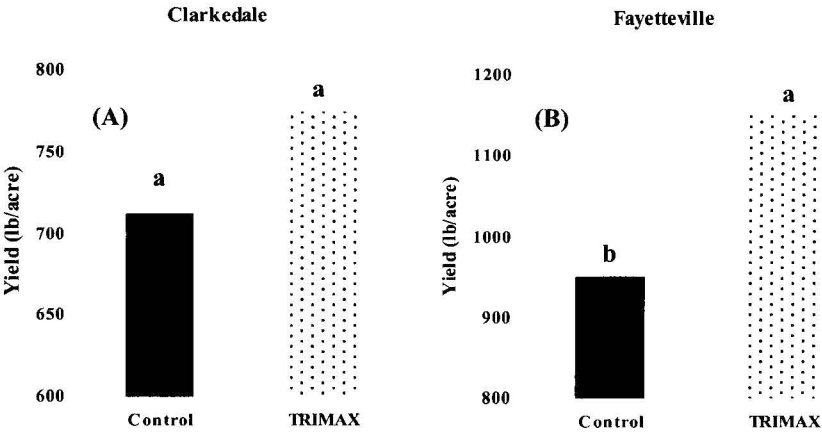 Clarkedale
800
750
700
650
600
Yield (lb/acre)
(A)
a
a
Control
TRIMAX
Fayetteville
1200
1100
1000
900
800
Yield (lb/acre)
(B)
b
a
Control
TRIMAX